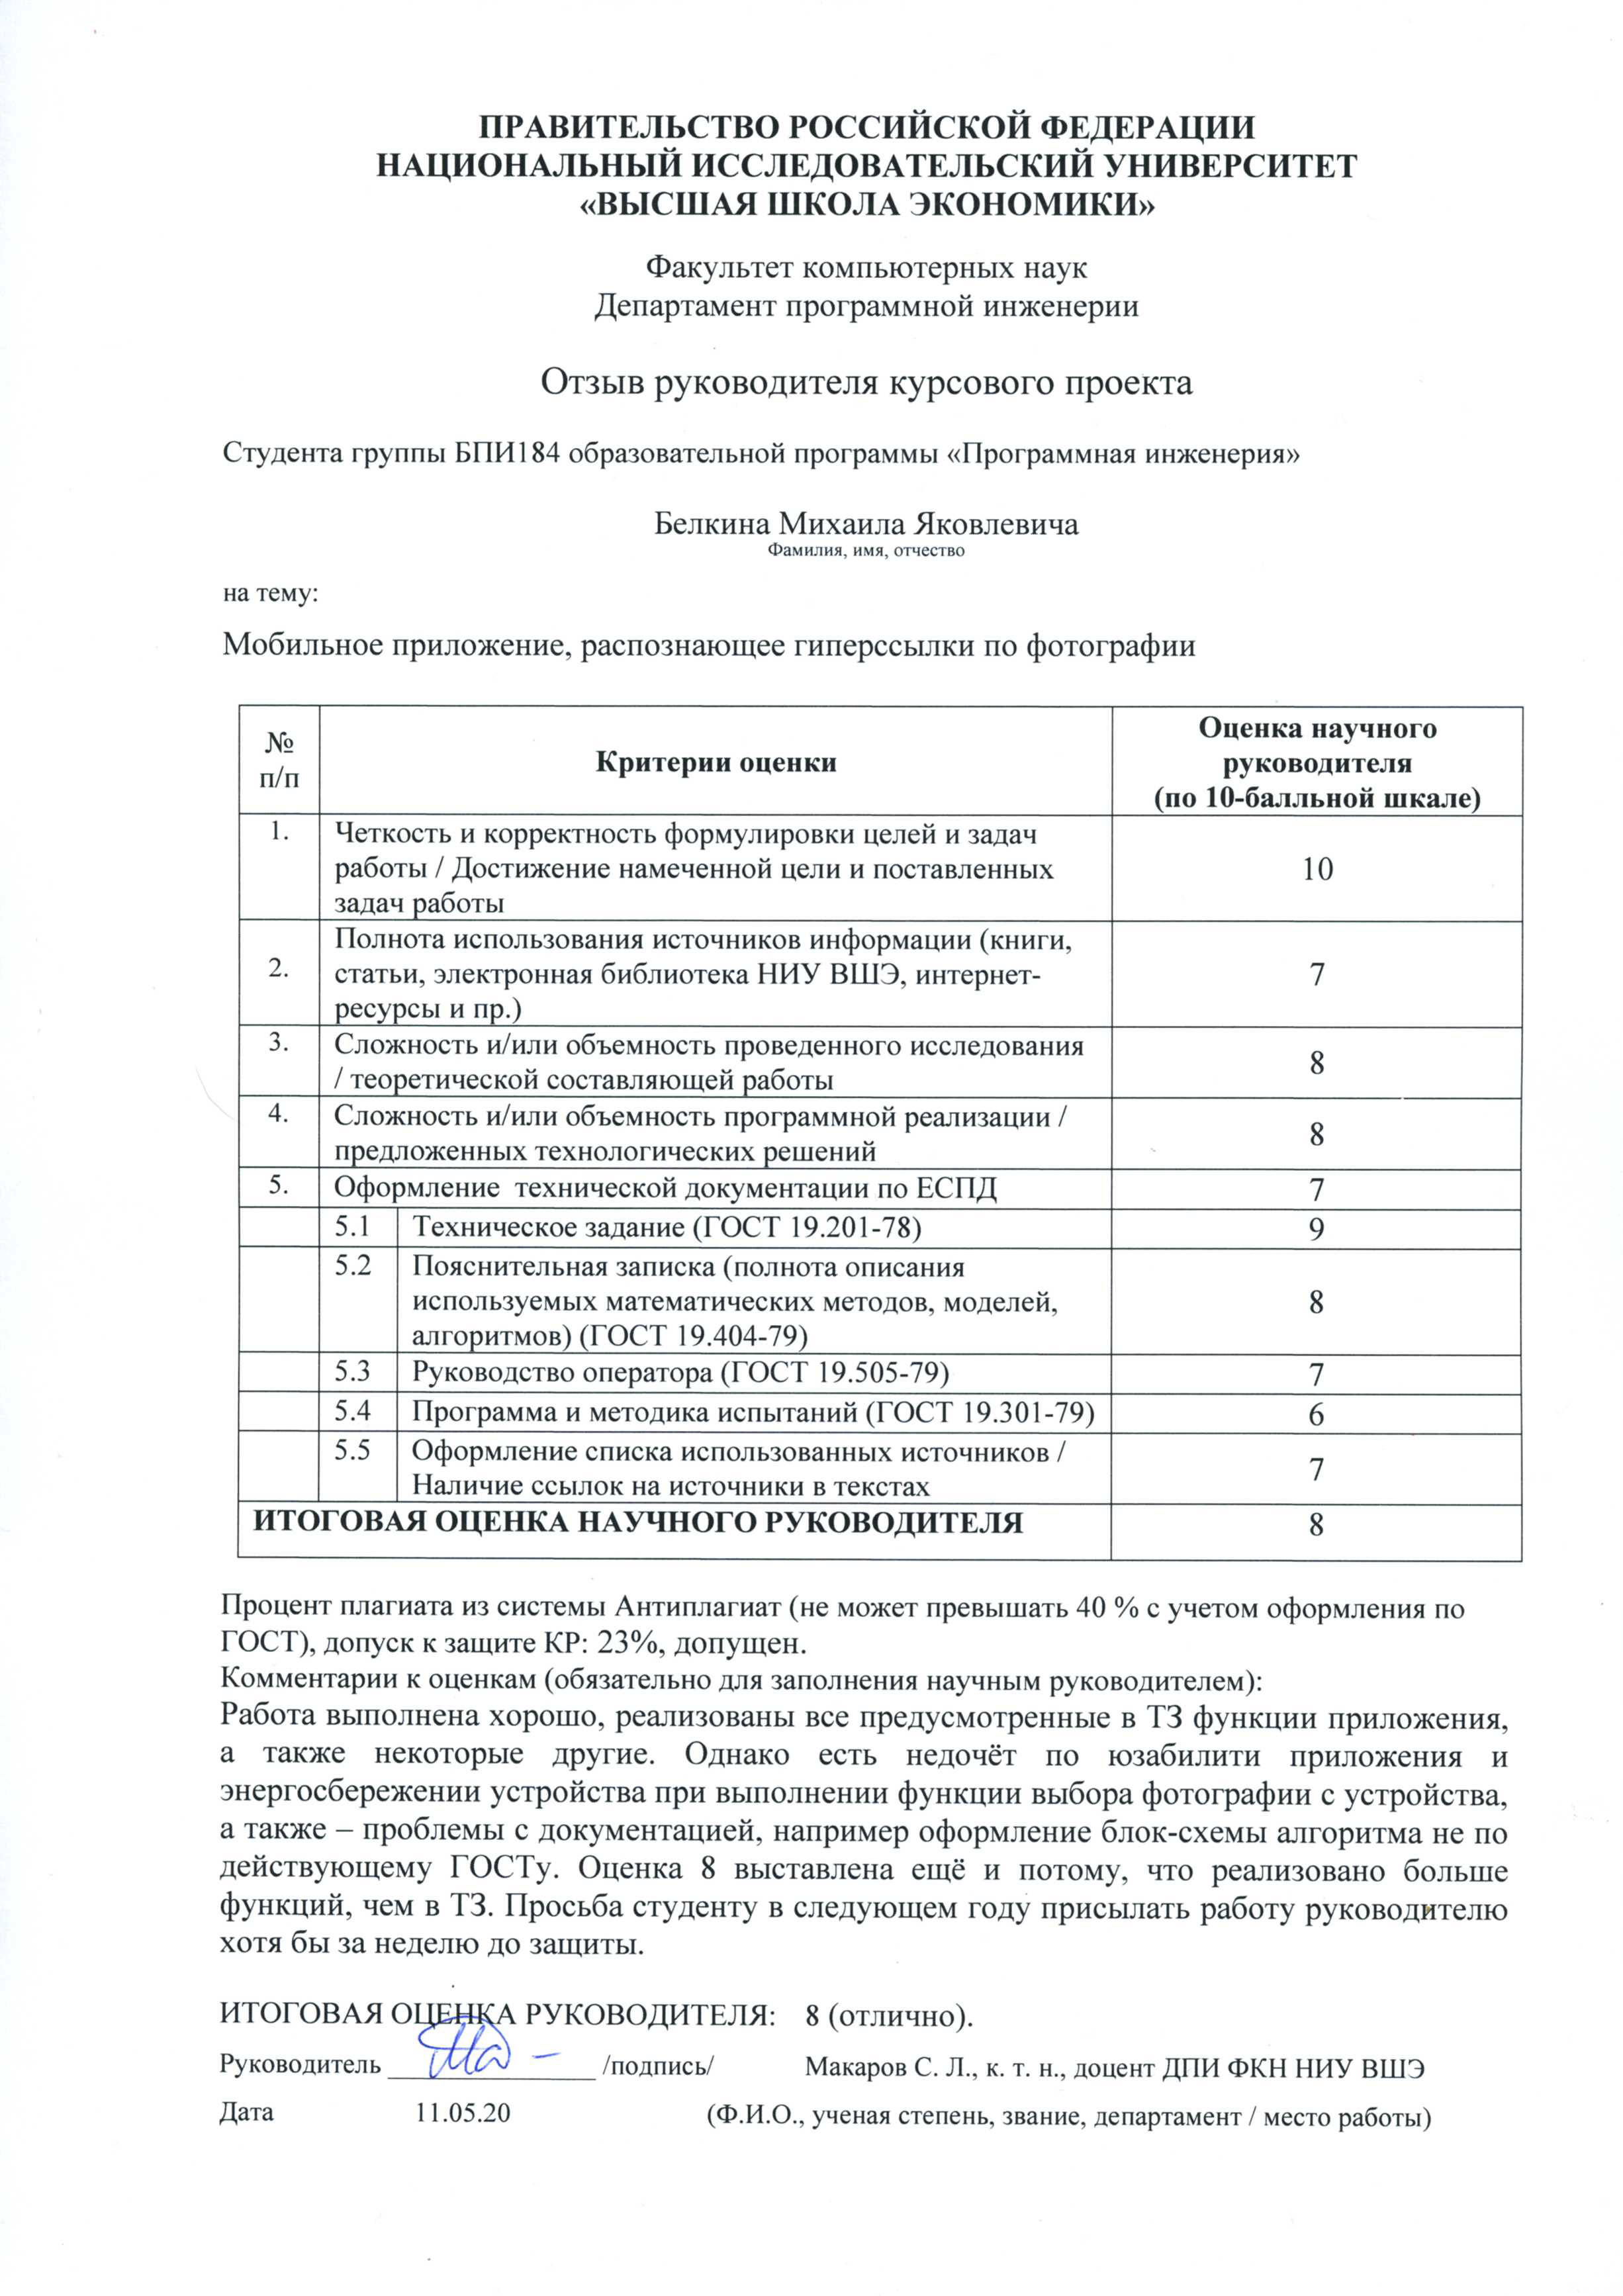 ПРАВИТЕЛЬСТВО РОССИЙСКОЙ ФЕДЕРАЦИИ
НАЦИОНАЛЬНЫЙ ИССЛЕДОВАТЕЛЬСКИЙ УНИВЕРСИТЕТ
«ВЫСШАЯ ШКОЛА ЭКОНОМИКИ»
Факультет компьютерных наук
Департамент программной инженерии
Отзыв руководителя курсового проекта
Студента группы БПИ184 образовательной программы «Программная инженерия»
Белкина Михаила Яковлевича
Фамилия, имя, отчество
на тему:
Мобильное приложение, распознающее гиперссылки по фотографии
№
п/п
Критерии оценки
Оценка научного
руководителя
(по 10-балльной шкале)
1.
Четкость и корректность формулировки целей и задач
работы / Достижение намеченной цели и поставленных
задач работы
10
2.
Полнота использования источников информации (книги,
статьи, электронная библиотека НИУ ВШЭ, интернет-
ресурсы и пр.)
7
3.
Сложность и/или объемность проведенного исследования
/ теоретической составляющей работы
8
4.
Сложность и/или объемность программной реализации /
предложенных технологических решений
8
5.
Оформление технической документации по ЕСПД
7
5.1
Техническое задание (ГОСТ 19.201-78)
9
5.2
Пояснительная записка (полнота описания
используемых математических методов, моделей,
алгоритмов) (ГОСТ 19.404-79)
8
5.3
Руководство оператора (ГОСТ 19.505-79)
7
5.4
Программа и методика испытаний (ГОСТ 19.301-79)
6
5.5
Оформление списка использованных источников /
Наличие ссылок на источники в текстах
7
ИТОГОВАЯ ОЦЕНКА НАУЧНОГО РУКОВОДИТЕЛЯ
8
Процент плагиата из системы Антиплагиат (не может превышать 40 % с учетом оформления по
ГОСТ), допуск к защите КР: 23%, допущен.
Комментарии к оценкам (обязательно для заполнения научным руководителем):
Работа выполнена хорошо, реализованы все предусмотренные в ТЗ функции приложения,
а также некоторые другие. Однако есть недочёт по юзабилити приложения и
энергосбережении устройства при выполнении функции выбора фотографии с устройства,
а также – проблемы с документацией, например оформление блок-схемы алгоритма не по
действующему ГОСТу. Оценка 8 выставлена ещё и потому, что реализовано больше
функций, чем в ТЗ. Просьба студенту в следующем году присылать работу руководителю
хотя бы за неделю до защиты.
ИТОГОВАЯ ОЦЕНКА РУКОВОДИТЕЛЯ: 8 (отлично).
Руководитель /подпись/ Макаров С. Л., к. т. н., доцент ДПИ ФКН НИУ ВШЭ
Дата 11.05.20 (Ф.И.О., ученая степень, звание, департамент / место работы)